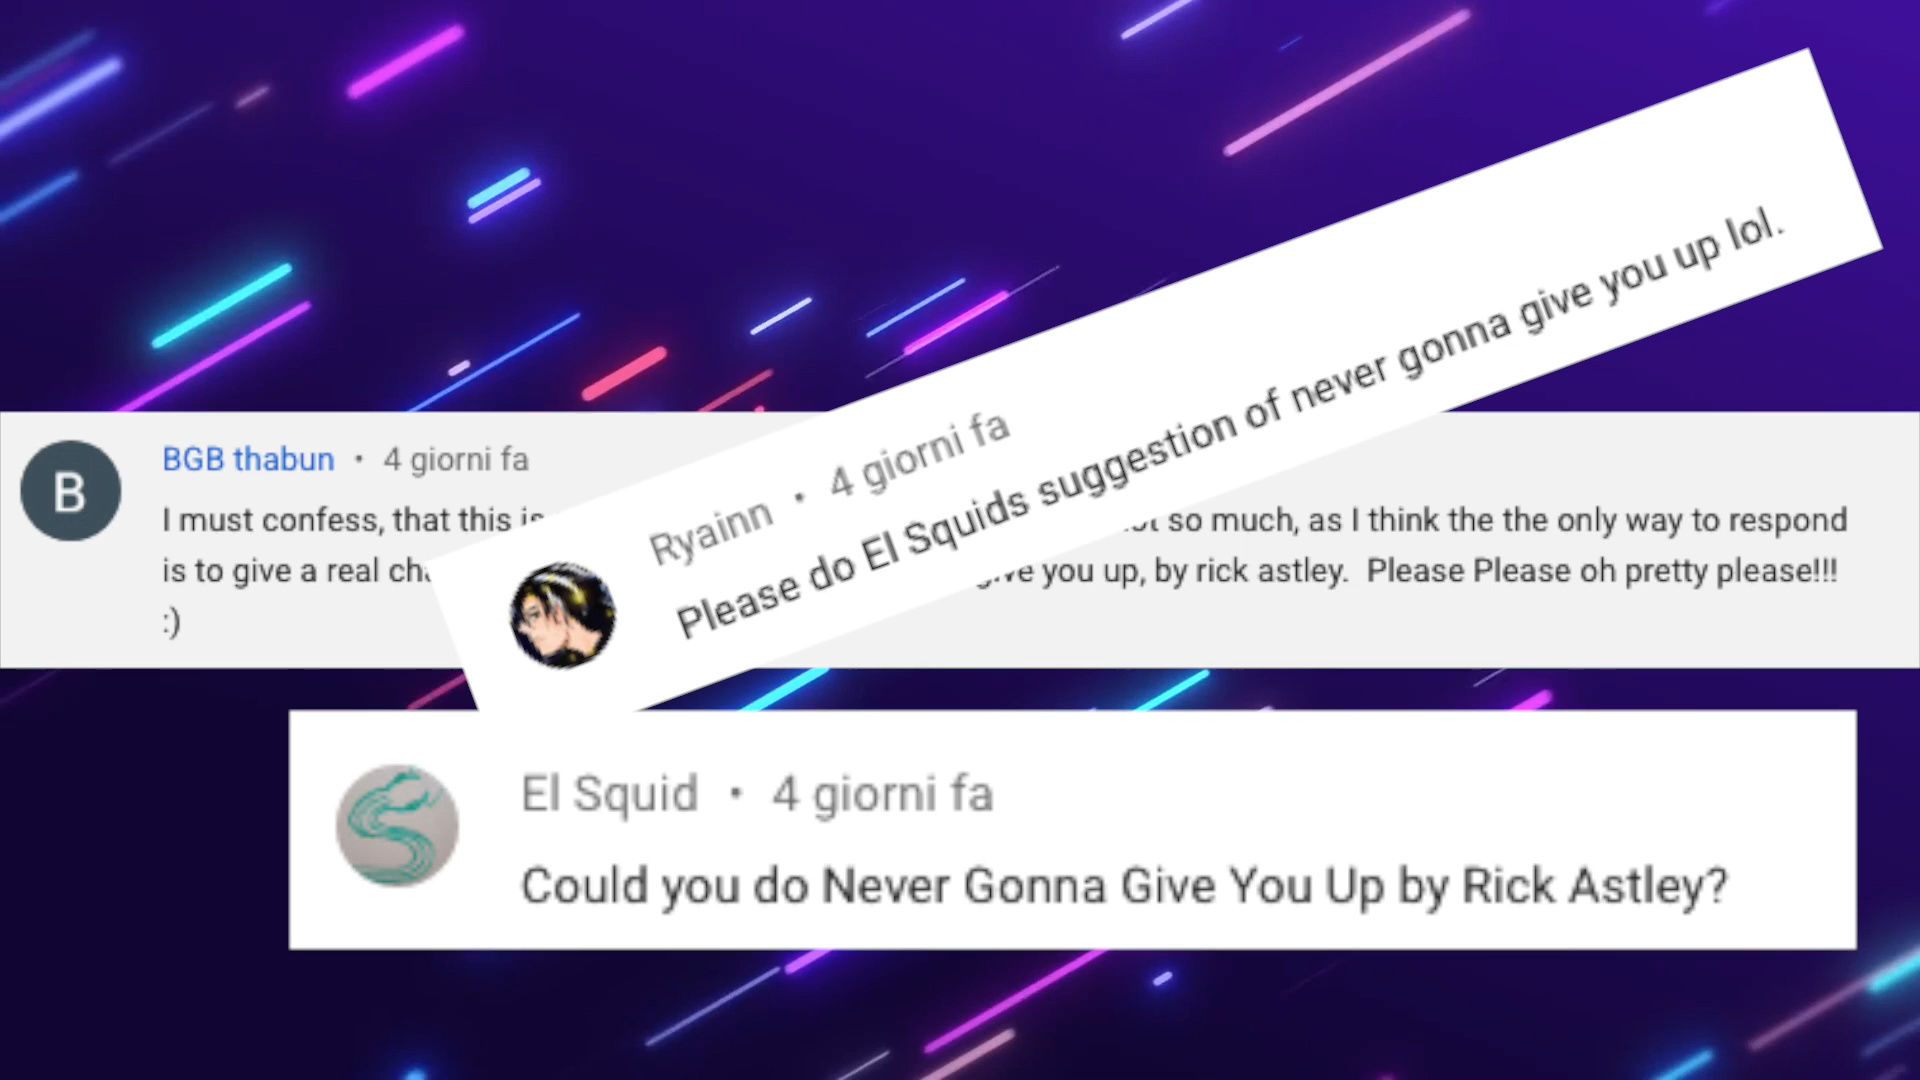 BGB thabun • 4 giorni fa
I must confess, that this is so much, as I think the the only way to respond
is to give a real you up, by rick astley. Please Please oh pretty please!!!
:)
Ryainn • 4 giorni fa
Please do El Squids suggestion of never gonna give you up lol.
El Squid • 4 giorni fa
Could you do Never Gonna Give You Up by Rick Astley?